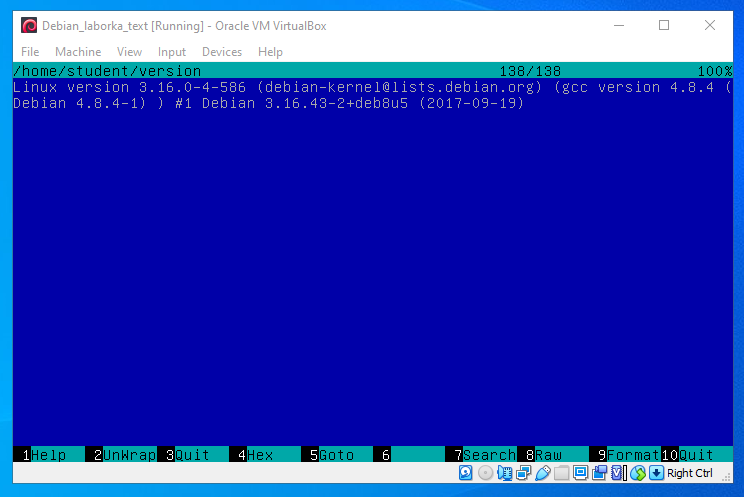 Debian_laborka_text [Running] - Oracle VM VirtualBox
File Machine View Input Devices Help
/home/student/version 138/138 100%
Linux version 3.16.0-4-586 (debian-kernel@lists.debian.org) (gcc version 4.8.4 (
Debian 4.8.4-1) ) #1 Debian 3.16.43-2+deb8u5 (2017-09-19)
1Help 2UnWrap 3Quit 4Hex 5Goto 6 7Search 8Raw 9Format 10Quit
Right Ctrl